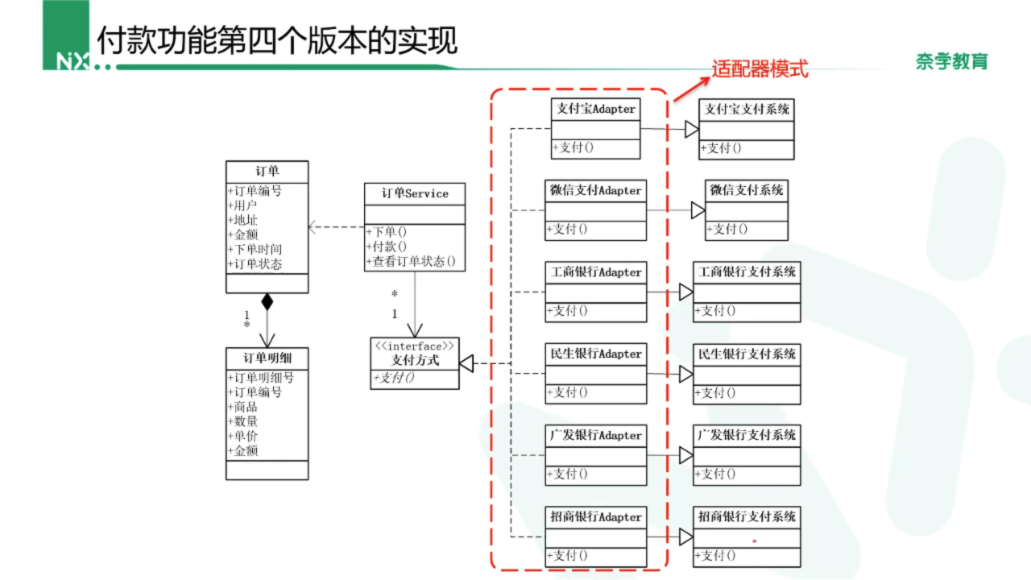 付款功能第四个版本的实现
NX
奈学教育
适配器模式
订单
+订单编号
+用户
+地址
+金额
+下单时间
+订单状态
1
*
订单明细
+订单明细号
+订单编号
+商品
+数量
+单价
+金额
订单Service
+下单()
+付款()
+查看订单状态()
*
1
<<interface>>
支付方式
+支付()
支付宝Adapter
+支付()
支付宝支付系统
+支付()
微信支付Adapter
+支付()
微信支付系统
+支付()
工商银行Adapter
+支付()
工商银行支付系统
+支付()
民生银行Adapter
+支付()
民生银行支付系统
+支付()
广发银行Adapter
+支付()
广发银行支付系统
+支付()
招商银行Adapter
+支付()
招商银行支付系统
+支付()